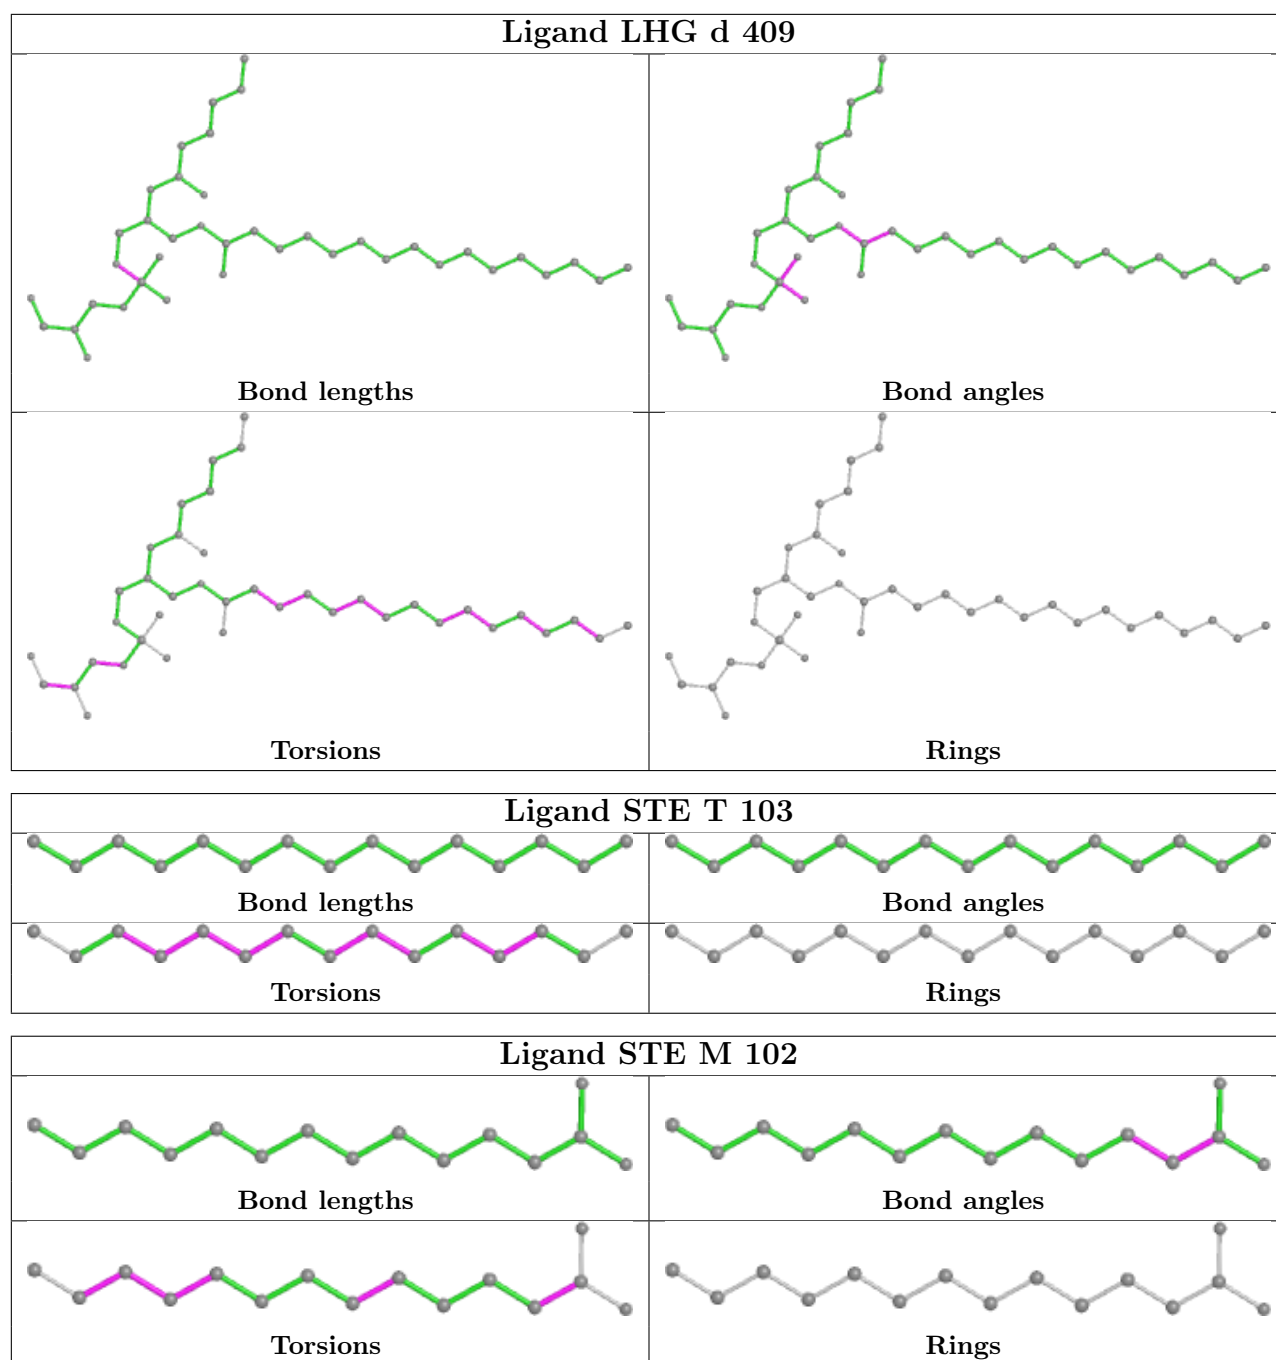 Ligand LHG d 409
Bond lengths
Bond angles
Torsions
Rings
Ligand STE T 103
Bond lengths
Bond angles
Torsions
Rings
Ligand STE M 102
Bond lengths
Bond angles
Torsions
Rings